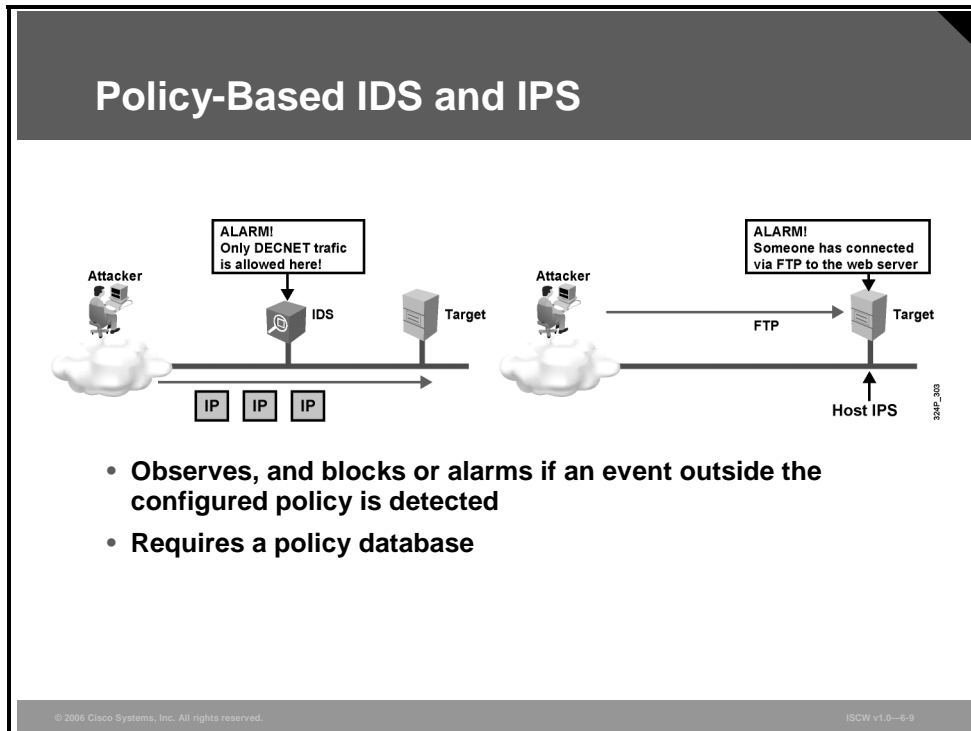 Policy-Based IDS and IPS
ALARM!
Only DECNET trafic
is allowed here!
Attacker
IDS
Target
IP IP IP
ALARM!
Someone has connected
via FTP to the web server
Attacker
FTP
Target
Host IPS
324P_303
• Observes, and blocks or alarms if an event outside the
configured policy is detected
• Requires a policy database
© 2006 Cisco Systems, Inc. All rights reserved.
ISCW v1.0—6-9